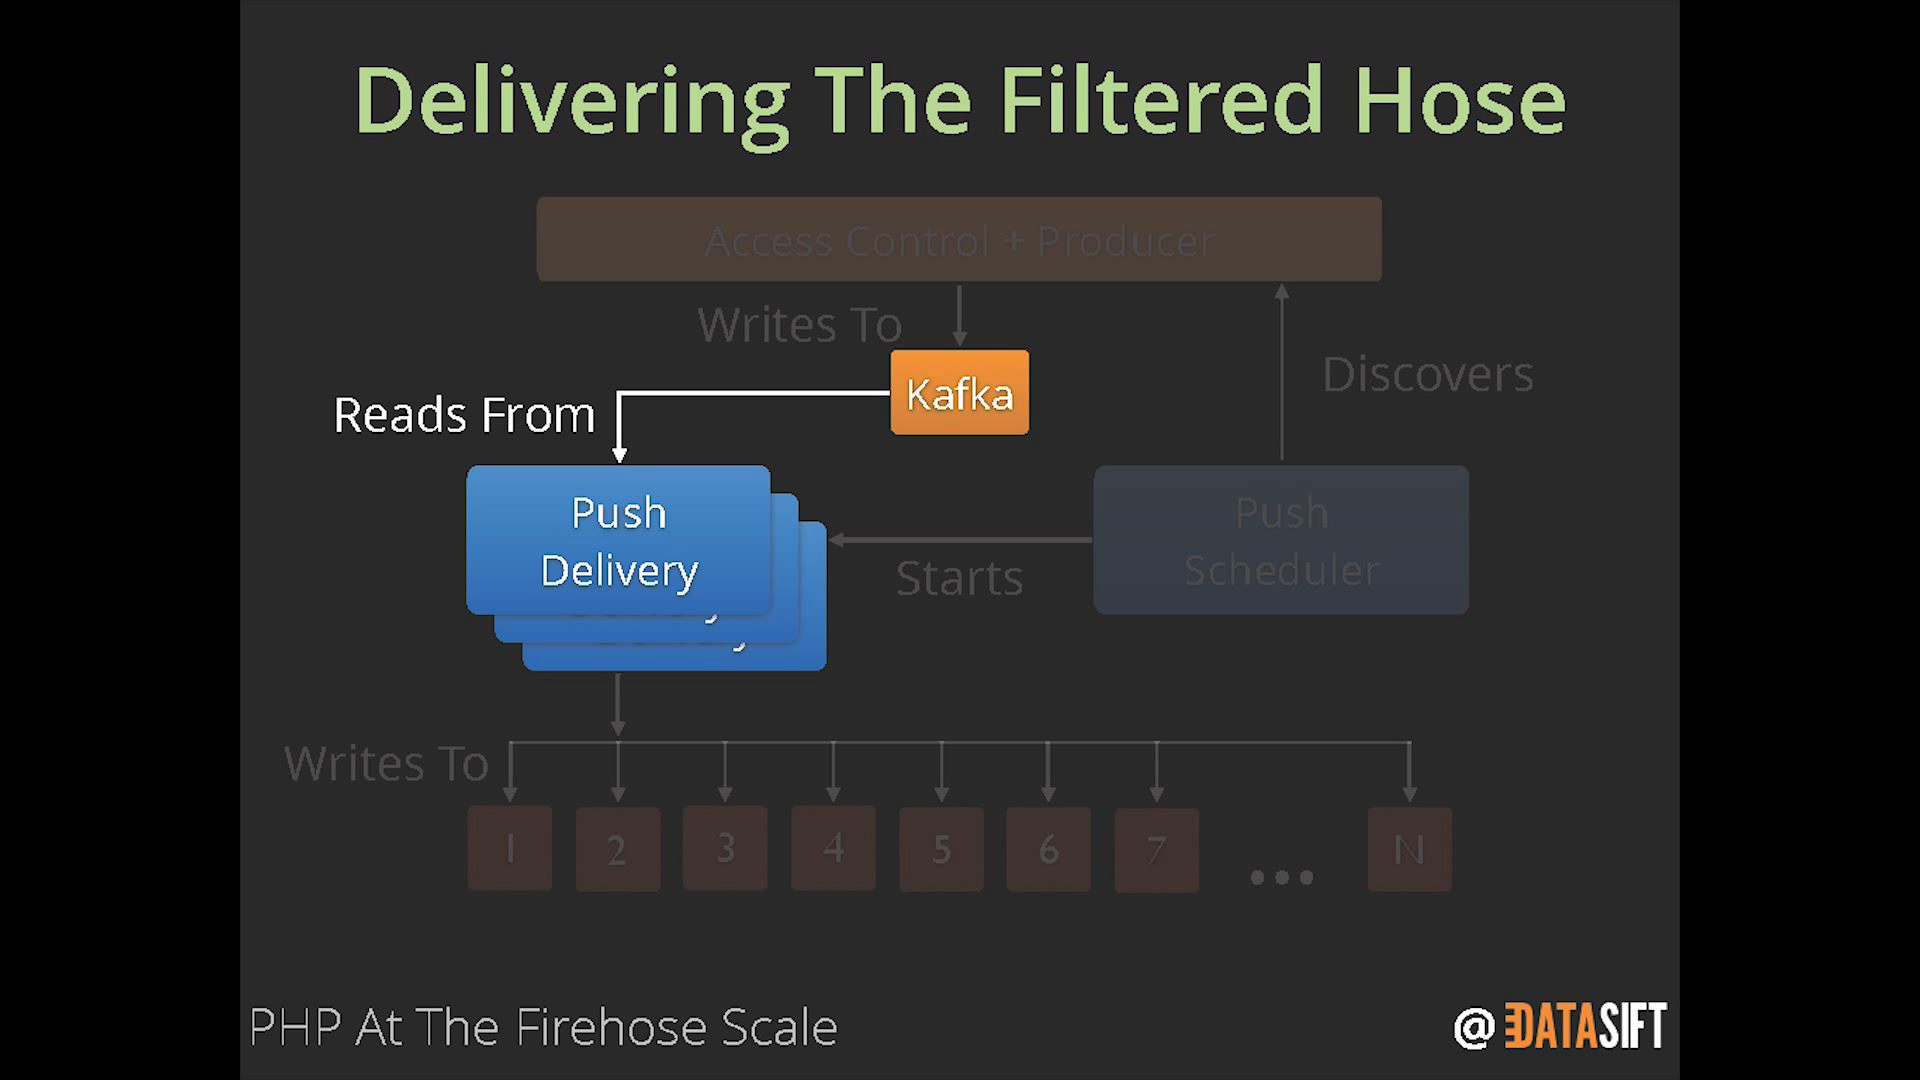 Delivering The Filtered Hose
Access Control + Producer
Writes To
Kafka
Discovers
Reads From
Push
Delivery
y
y
Starts
Push
Scheduler
Writes To
1
2
3
4
5
6
7
...
N
PHP At The Firehose Scale
@DATASIFT